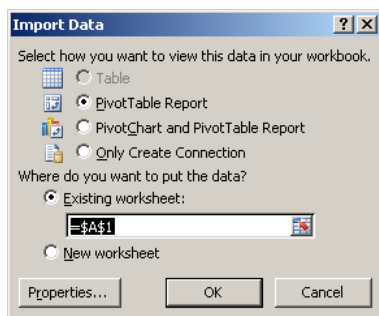 Import Data
Select how you want to view this data in your workbook.
Table
PivotTable Report
PivotChart and PivotTable Report
Only Create Connection
Where do you want to put the data?
Existing worksheet:
=$A$1
New worksheet
Properties... OK Cancel